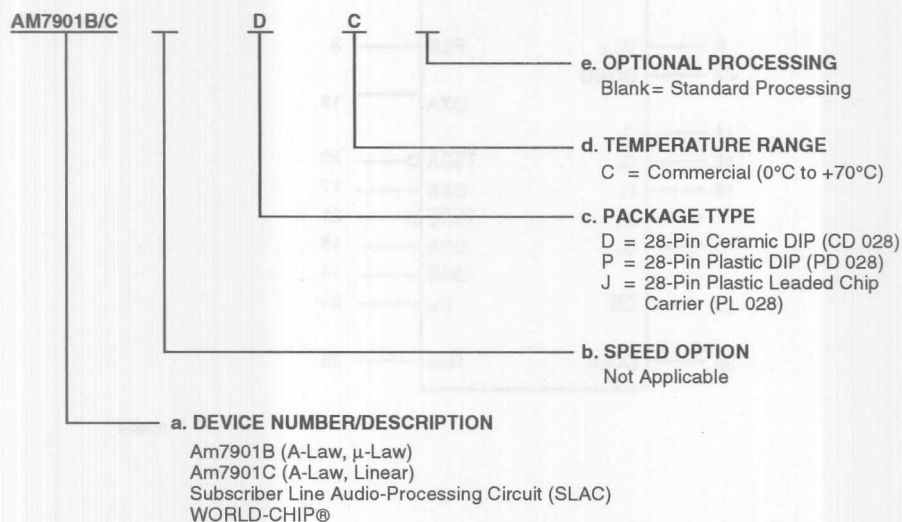 AM7901B/C D C
e. OPTIONAL PROCESSING
Blank= Standard Processing
d. TEMPERATURE RANGE
C = Commercial (0°C to +70°C)
c. PACKAGE TYPE
D = 28-Pin Ceramic DIP (CD 028)
P = 28-Pin Plastic DIP (PD 028)
J = 28-Pin Plastic Leaded Chip
Carrier (PL 028)
b. SPEED OPTION
Not Applicable
a. DEVICE NUMBER/DESCRIPTION
Am7901B (A-Law, µ-Law)
Am7901C (A-Law, Linear)
Subscriber Line Audio-Processing Circuit (SLAC)
WORLD-CHIP®